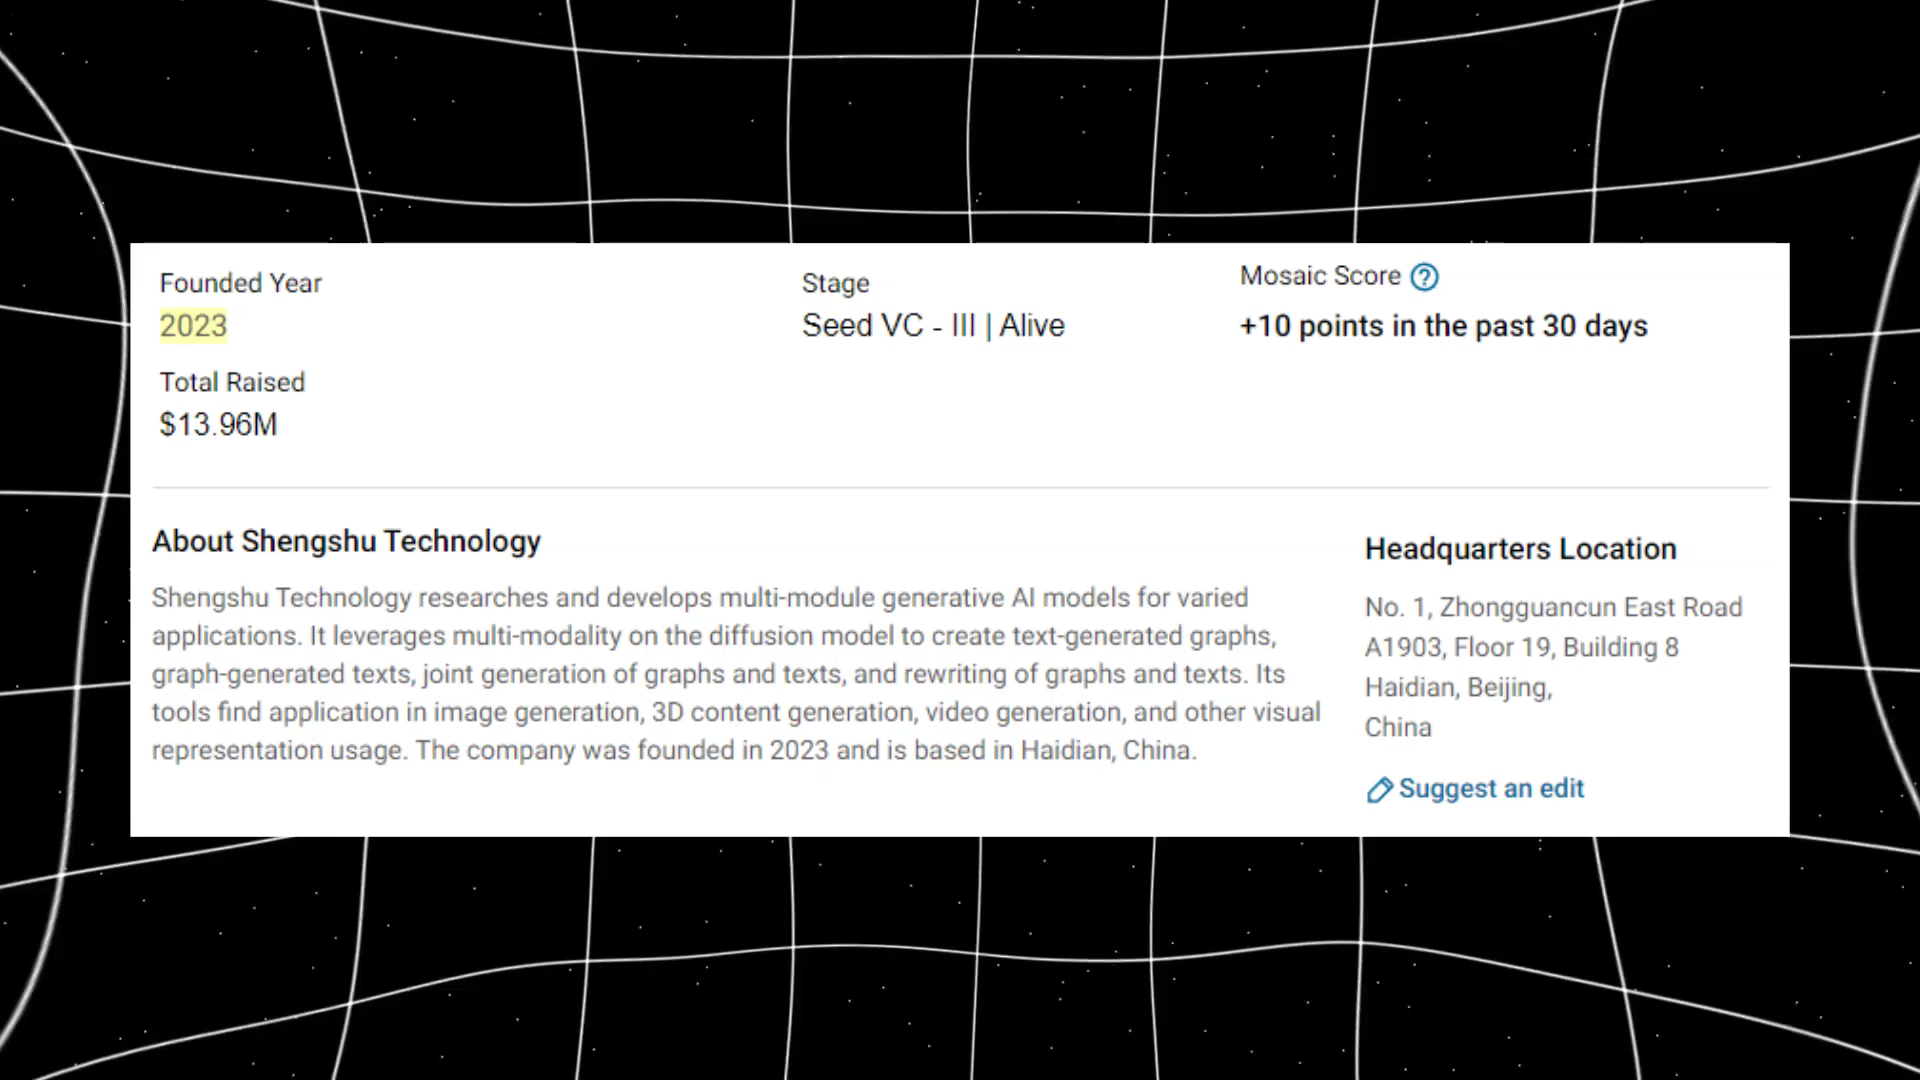 Founded Year
2023
Stage
Seed VC - III | Alive
Mosaic Score ?
+10 points in the past 30 days
Total Raised
$13.96M
About Shengshu Technology
Shengshu Technology researches and develops multi-module generative AI models for varied
applications. It leverages multi-modality on the diffusion model to create text-generated graphs,
graph-generated texts, joint generation of graphs and texts, and rewriting of graphs and texts. Its
tools find application in image generation, 3D content generation, video generation, and other visual
representation usage. The company was founded in 2023 and is based in Haidian, China.
Headquarters Location
No. 1, Zhongguancun East Road
A1903, Floor 19, Building 8
Haidian, Beijing,
China
Suggest an edit